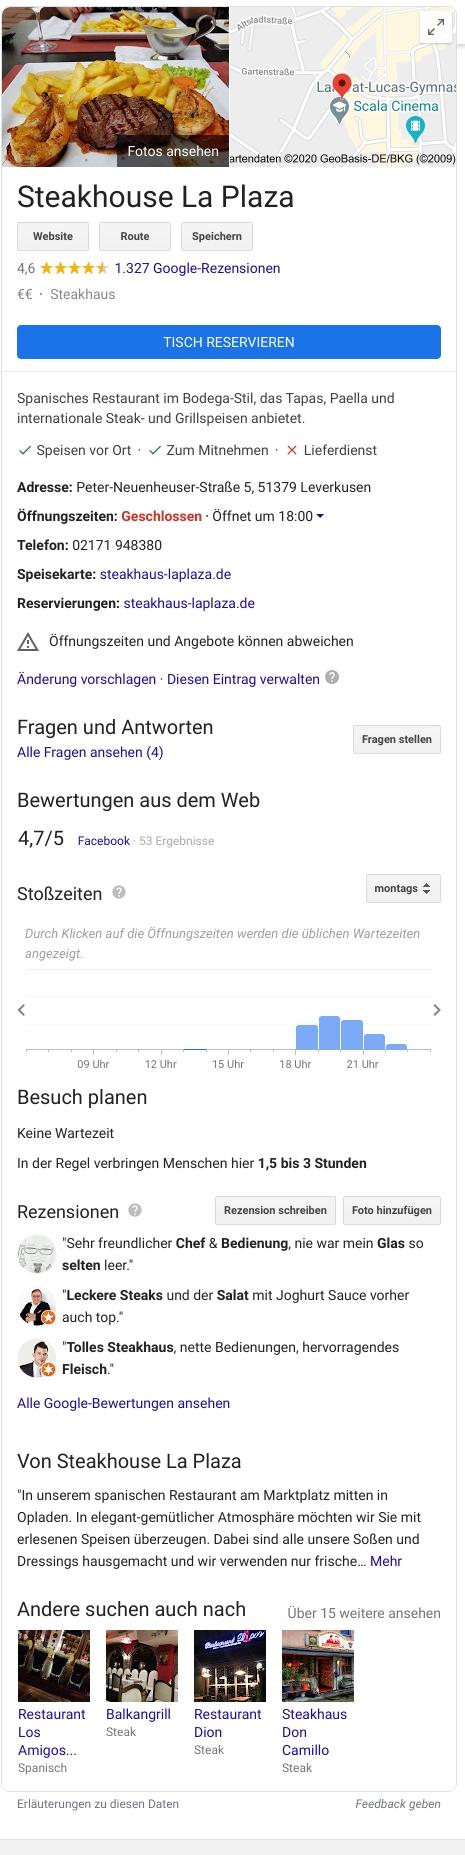 Fotos ansehen
Altstadtstraße
Gartenstraße
Lan at-Lucas-Gymnas
Scala Cinema
artendaten ©2020 GeoBasis-DE/BKG (©2009)
Steakhouse La Plaza
Website Route Speichern
4,6 1.327 Google-Rezensionen
€€ · Steakhaus
TISCH RESERVIEREN
Spanisches Restaurant im Bodega-Stil, das Tapas, Paella und
internationale Steak- und Grillspeisen anbietet.
Speisen vor Ort · Zum Mitnehmen · Lieferdienst
Adresse: Peter-Neuenheuser-Straße 5, 51379 Leverkusen
Öffnungszeiten: Geschlossen · Öffnet um 18:00
Telefon: 02171 948380
Speisekarte: steakhaus-laplaza.de
Reservierungen: steakhaus-laplaza.de
Öffnungszeiten und Angebote können abweichen
Änderung vorschlagen · Diesen Eintrag verwalten ?
Fragen und Antworten
Alle Fragen ansehen (4)
Fragen stellen
Bewertungen aus dem Web
4,7/5 Facebook · 53 Ergebnisse
Stoßzeiten ? montags
Durch Klicken auf die Öffnungszeiten werden die üblichen Wartezeiten
angezeigt.
09 Uhr 12 Uhr 15 Uhr 18 Uhr 21 Uhr
Besuch planen
Keine Wartezeit
In der Regel verbringen Menschen hier 1,5 bis 3 Stunden
Rezensionen ? Rezension schreiben Foto hinzufügen
"Sehr freundlicher Chef & Bedienung, nie war mein Glas so
selten leer."
"Leckere Steaks und der Salat mit Joghurt Sauce vorher
auch top."
"Tolles Steakhaus, nette Bedienungen, hervorragendes
Fleisch."
Alle Google-Bewertungen ansehen
Von Steakhouse La Plaza
"In unserem spanischen Restaurant am Marktplatz mitten in
Opladen. In elegant-gemütlicher Atmosphäre möchten wir Sie mit
erlesenen Speisen überzeugen. Dabei sind alle unsere Soßen und
Dressings hausgemacht und wir verwenden nur frische… Mehr
Andere suchen auch nach Über 15 weitere ansehen
Restaurant
Los
Amigos...
Spanisch
Balkangrill
Steak
Restaurant
Dion
Steak
Steakhaus
Don
Camillo
Steak
Erläuterungen zu diesen Daten Feedback geben